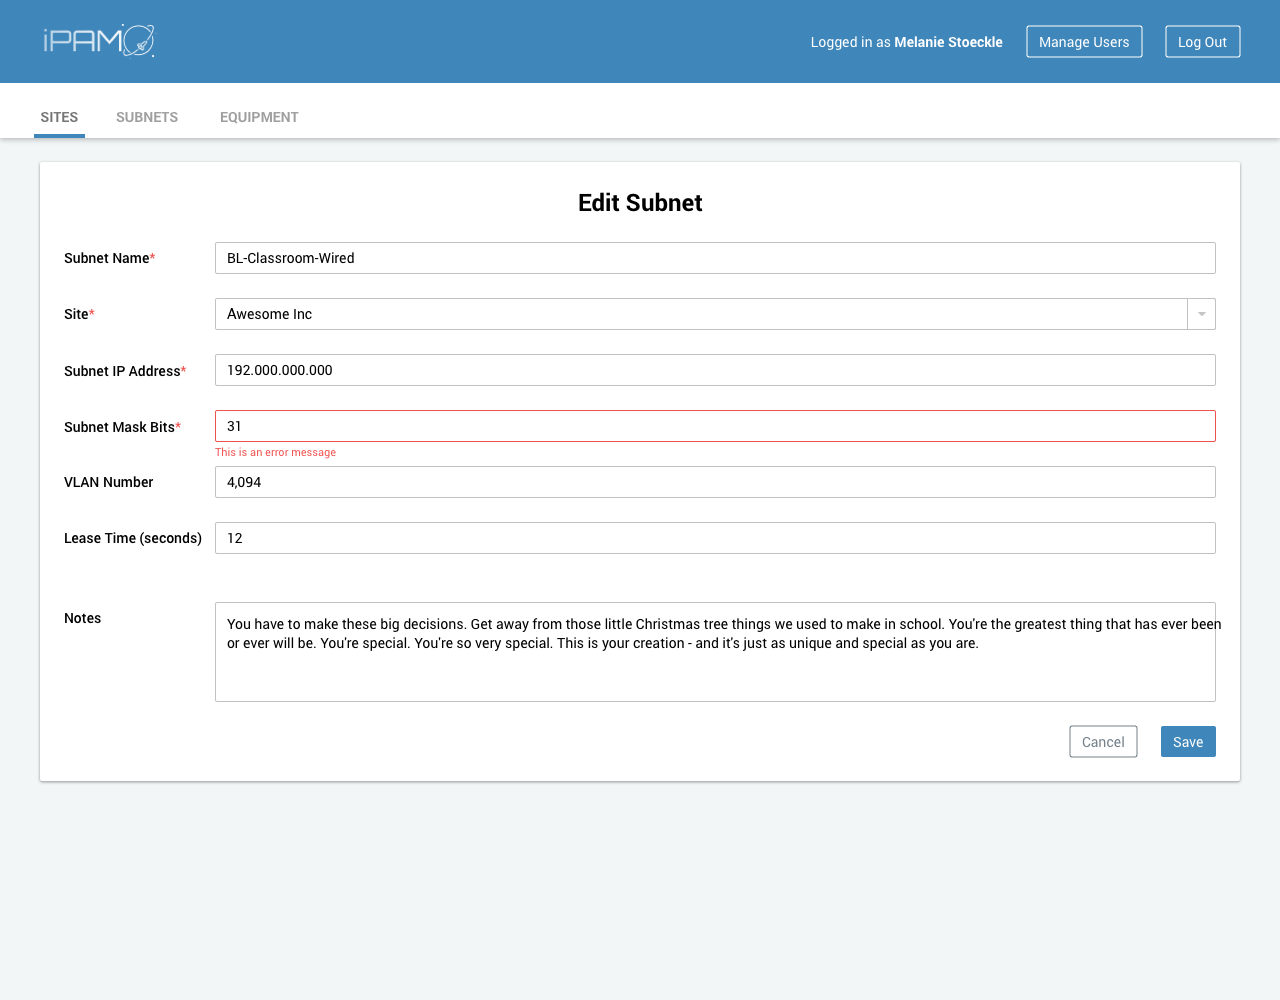 iPAM
Logged in as Melanie Stoeckle
Manage Users
Log Out
SITES
SUBNETS
EQUIPMENT
Edit Subnet
Subnet Name*
BL-Classroom-Wired
Site*
Awesome Inc
Subnet IP Address*
192.000.000.000
Subnet Mask Bits*
31
This is an error message
VLAN Number
4,094
Lease Time (seconds)
12
Notes
You have to make these big decisions. Get away from those little Christmas tree things we used to make in school. You're the greatest thing that has ever been
or ever will be. You're special. You're so very special. This is your creation - and it's just as unique and special as you are.
Cancel
Save